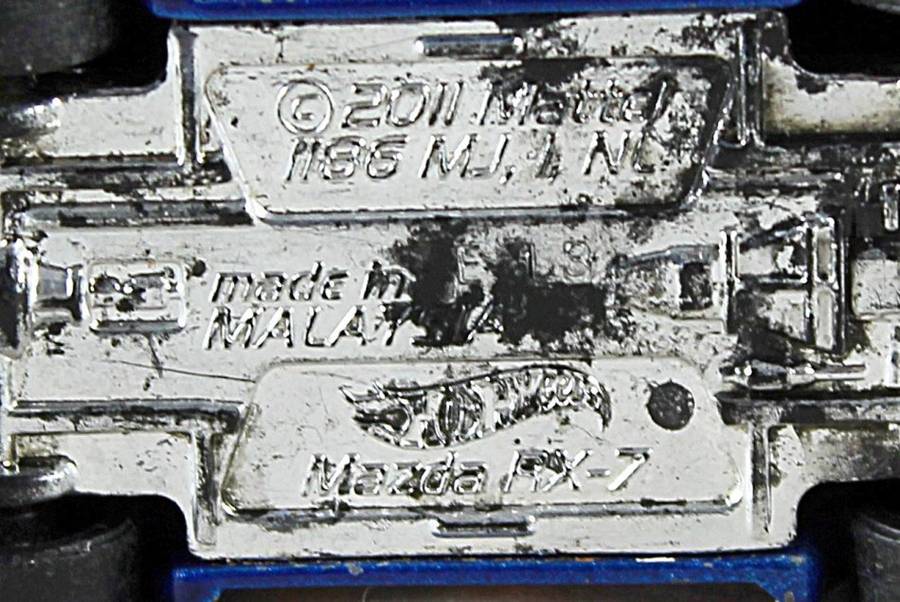 © 2011 Mattel
1186 MJ, 1, NL
made in
MALAYSIA
Hot Wheels
Mazda RX-7